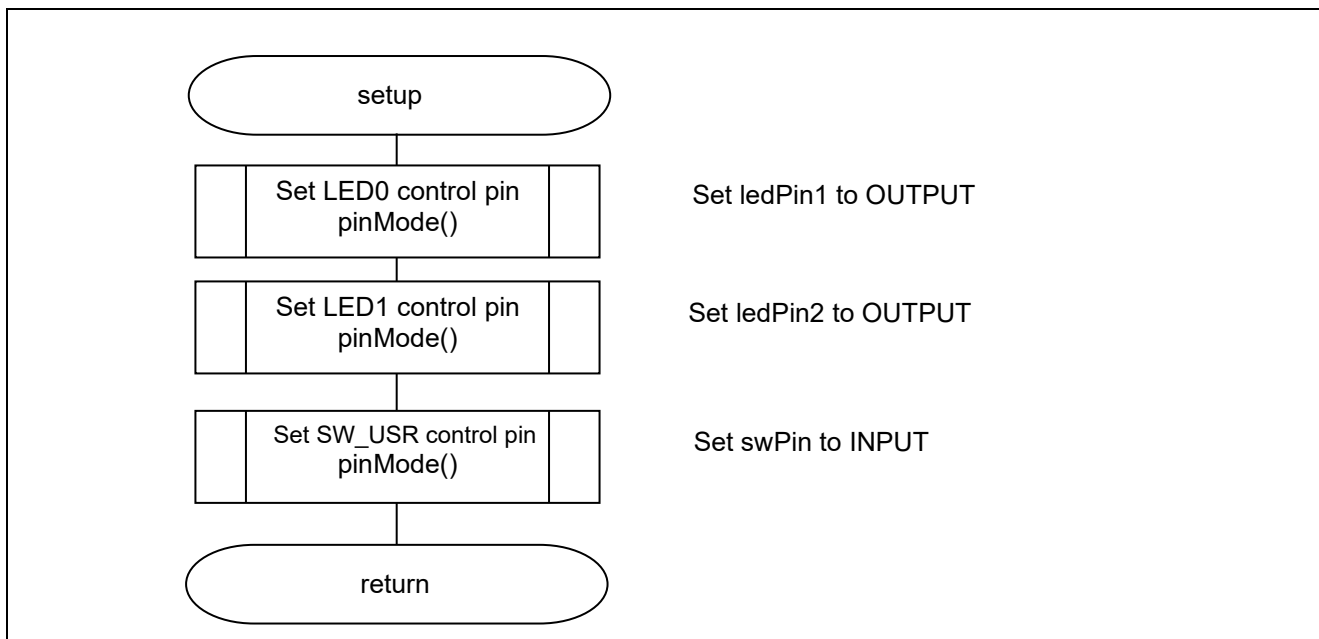 setup
Set LED0 control pin
pinMode()
Set ledPin1 to OUTPUT
Set LED1 control pin
pinMode()
Set ledPin2 to OUTPUT
Set SW_USR control pin
pinMode()
Set swPin to INPUT
return